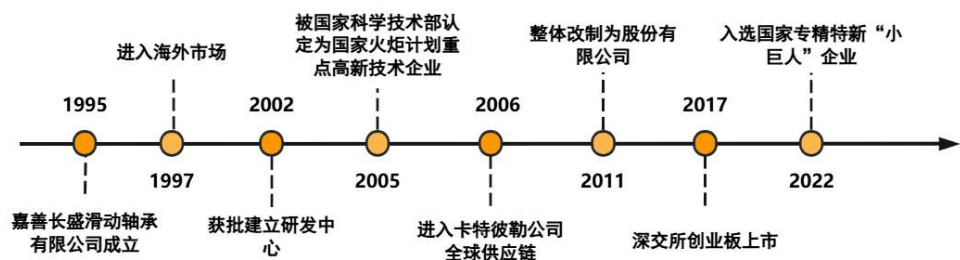 被国家科学技术部认
定为国家火炬计划重
点高新技术企业
整体改制为股份有
限公司
入选国家专精特新“小
巨人”企业
进入海外市场
1995
2002
2006
2017
1997
2005
2011
2022
嘉善长盛滑动轴承
有限公司成立
获批建立研发中
心
进入卡特彼勒公司
全球供应链
深交所创业板上市